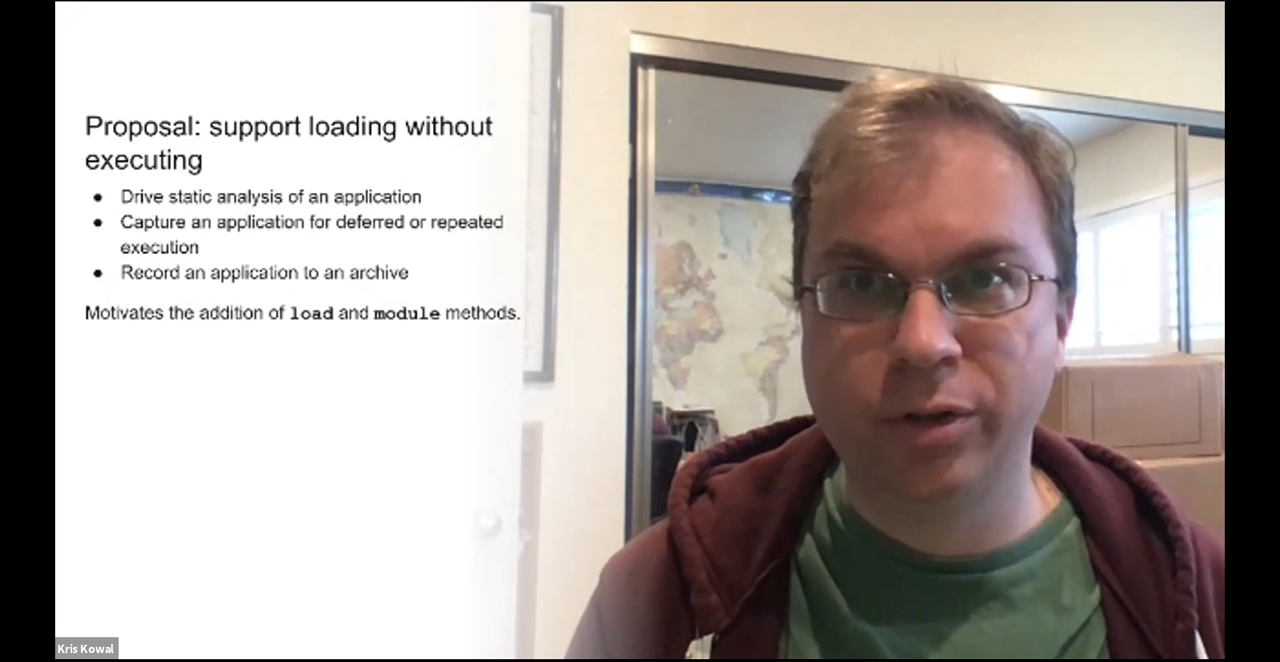 Proposal: support loading without
executing
● Drive static analysis of an application
● Capture an application for deferred or repeated
execution
● Record an application to an archive
Motivates the addition of load and module methods.
Kris Kowal